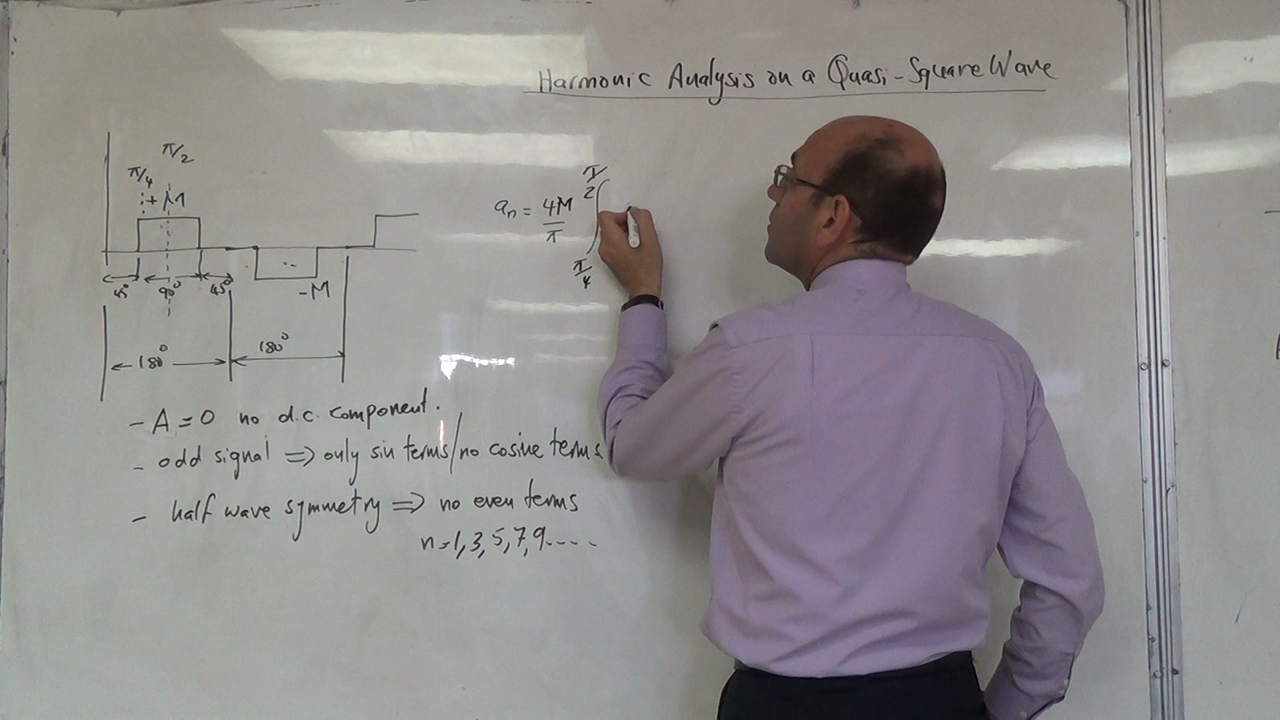 Harmonic Analysis on a Quasi-Square Wave
π/2
π/4
+M
45° 90° 45°
-M
180° 180°
aₙ = 4M/π ∫ π/2 π/4
- A = 0 no d.c. component.
- odd signal ⇒ only sin terms/no cosine terms
- half wave symmetry ⇒ no even terms
n=1,3,5,7,9....